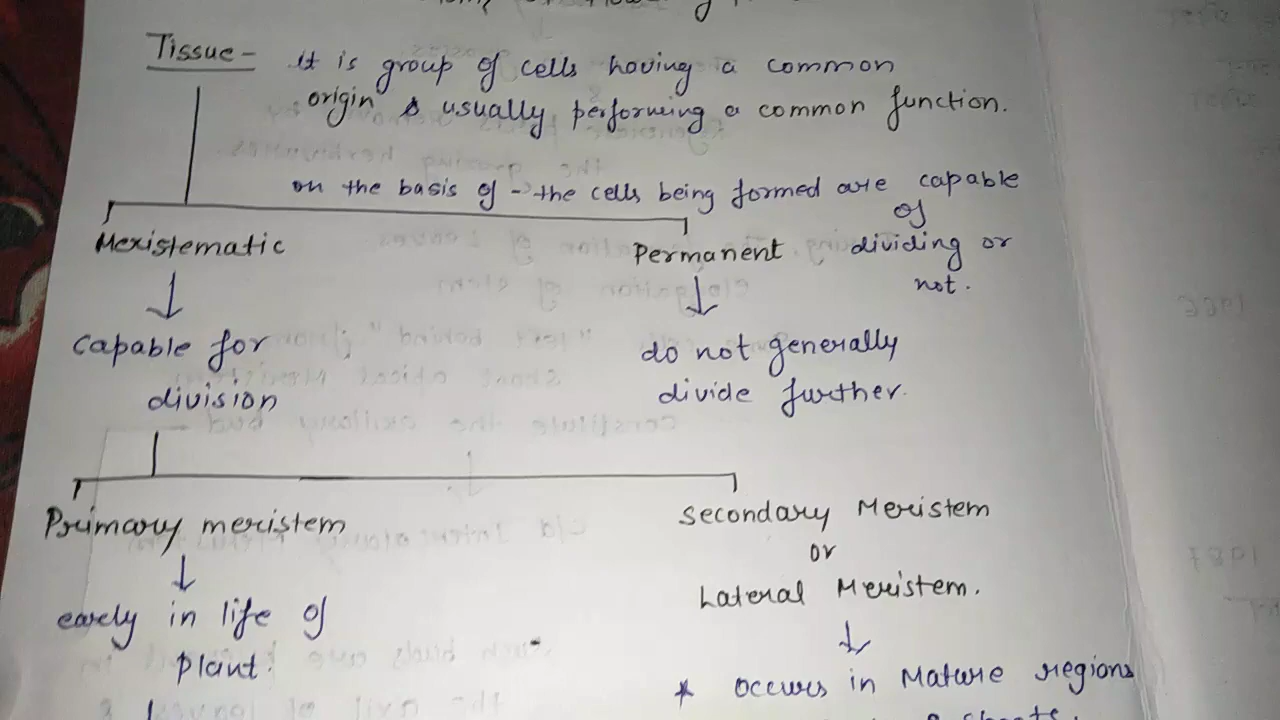 Tissue - It is group of cells having a common
origin & usually performing a common function.
on the basis of - the cells being formed are capable
of
Meristematic
Permanent
dividing or
not.
capable for
division
do not generally
divide further.
Primary meristem
Secondary Meristem
or
Lateral Meristem.
early in life of
plant.
* occurs in Mature regions